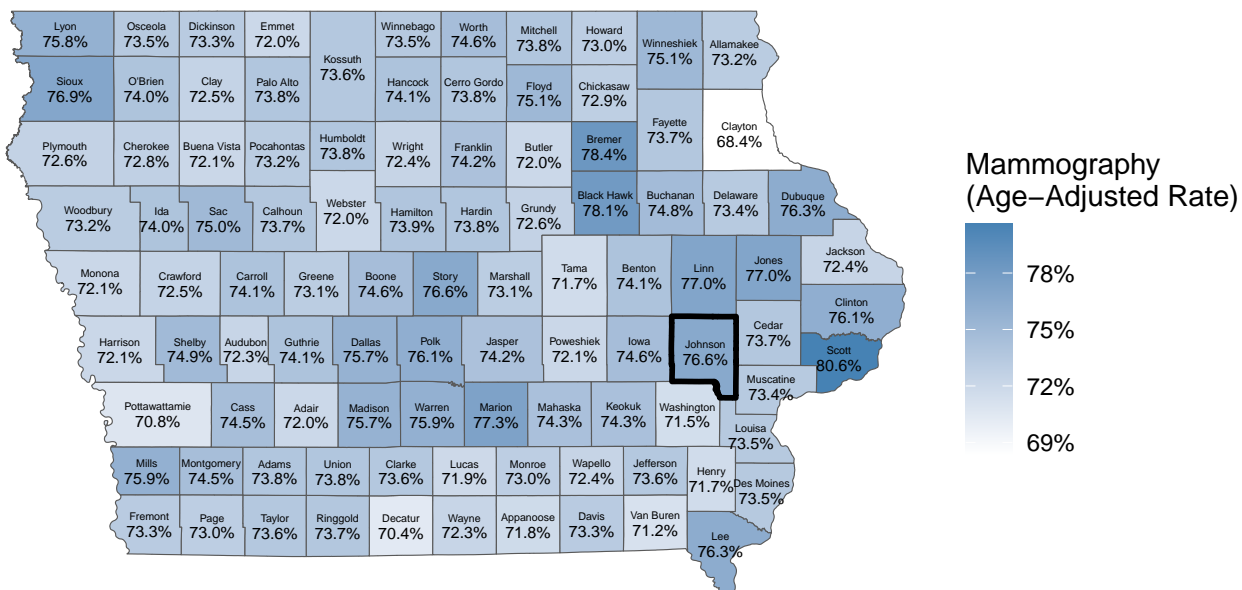 Lyon
75.8%
Osceola
73.5%
Dickinson
73.3%
Emmet
72.0%
Kossuth
73.6%
Winnebago
73.5%
Worth
74.6%
Mitchell
73.8%
Howard
73.0%
Winneshiek
75.1%
Allamakee
73.2%
Sioux
76.9%
O'Brien
74.0%
Clay
72.5%
Palo Alto
73.8%
Hancock
74.1%
Cerro Gordo
73.8%
Floyd
75.1%
Chickasaw
72.9%
Fayette
73.7%
Clayton
68.4%
Plymouth
72.6%
Cherokee
72.8%
Buena Vista
72.1%
Pocahontas
73.2%
Humboldt
73.8%
Wright
72.4%
Franklin
74.2%
Butler
72.0%
Bremer
78.4%
Woodbury
73.2%
Ida
74.0%
Sac
75.0%
Calhoun
73.7%
Webster
72.0%
Hamilton
73.9%
Hardin
73.8%
Grundy
72.6%
Black Hawk
78.1%
Buchanan
74.8%
Delaware
73.4%
Dubuque
76.3%
Monona
72.1%
Crawford
72.5%
Carroll
74.1%
Greene
73.1%
Boone
74.6%
Story
76.6%
Marshall
73.1%
Tama
71.7%
Benton
74.1%
Linn
77.0%
Jones
77.0%
Jackson
72.4%
Clinton
76.1%
Harrison
72.1%
Shelby
74.9%
Audubon
72.3%
Guthrie
74.1%
Dallas
75.7%
Polk
76.1%
Jasper
74.2%
Poweshiek
72.1%
Iowa
74.6%
Johnson
76.6%
Cedar
73.7%
Scott
80.6%
Muscatine
73.4%
Pottawattamie
70.8%
Cass
74.5%
Adair
72.0%
Madison
75.7%
Warren
75.9%
Marion
77.3%
Mahaska
74.3%
Keokuk
74.3%
Washington
71.5%
Louisa
73.5%
Mills
75.9%
Montgomery
74.5%
Adams
73.8%
Union
73.8%
Clarke
73.6%
Lucas
71.9%
Monroe
73.0%
Wapello
72.4%
Jefferson
73.6%
Henry
71.7%
Des Moines
73.5%
Fremont
73.3%
Page
73.0%
Taylor
73.6%
Ringgold
73.7%
Decatur
70.4%
Wayne
72.3%
Appanoose
71.8%
Davis
73.3%
Van Buren
71.2%
Lee
76.3%
Mammography
(Age−Adjusted Rate)
78%
75%
72%
69%